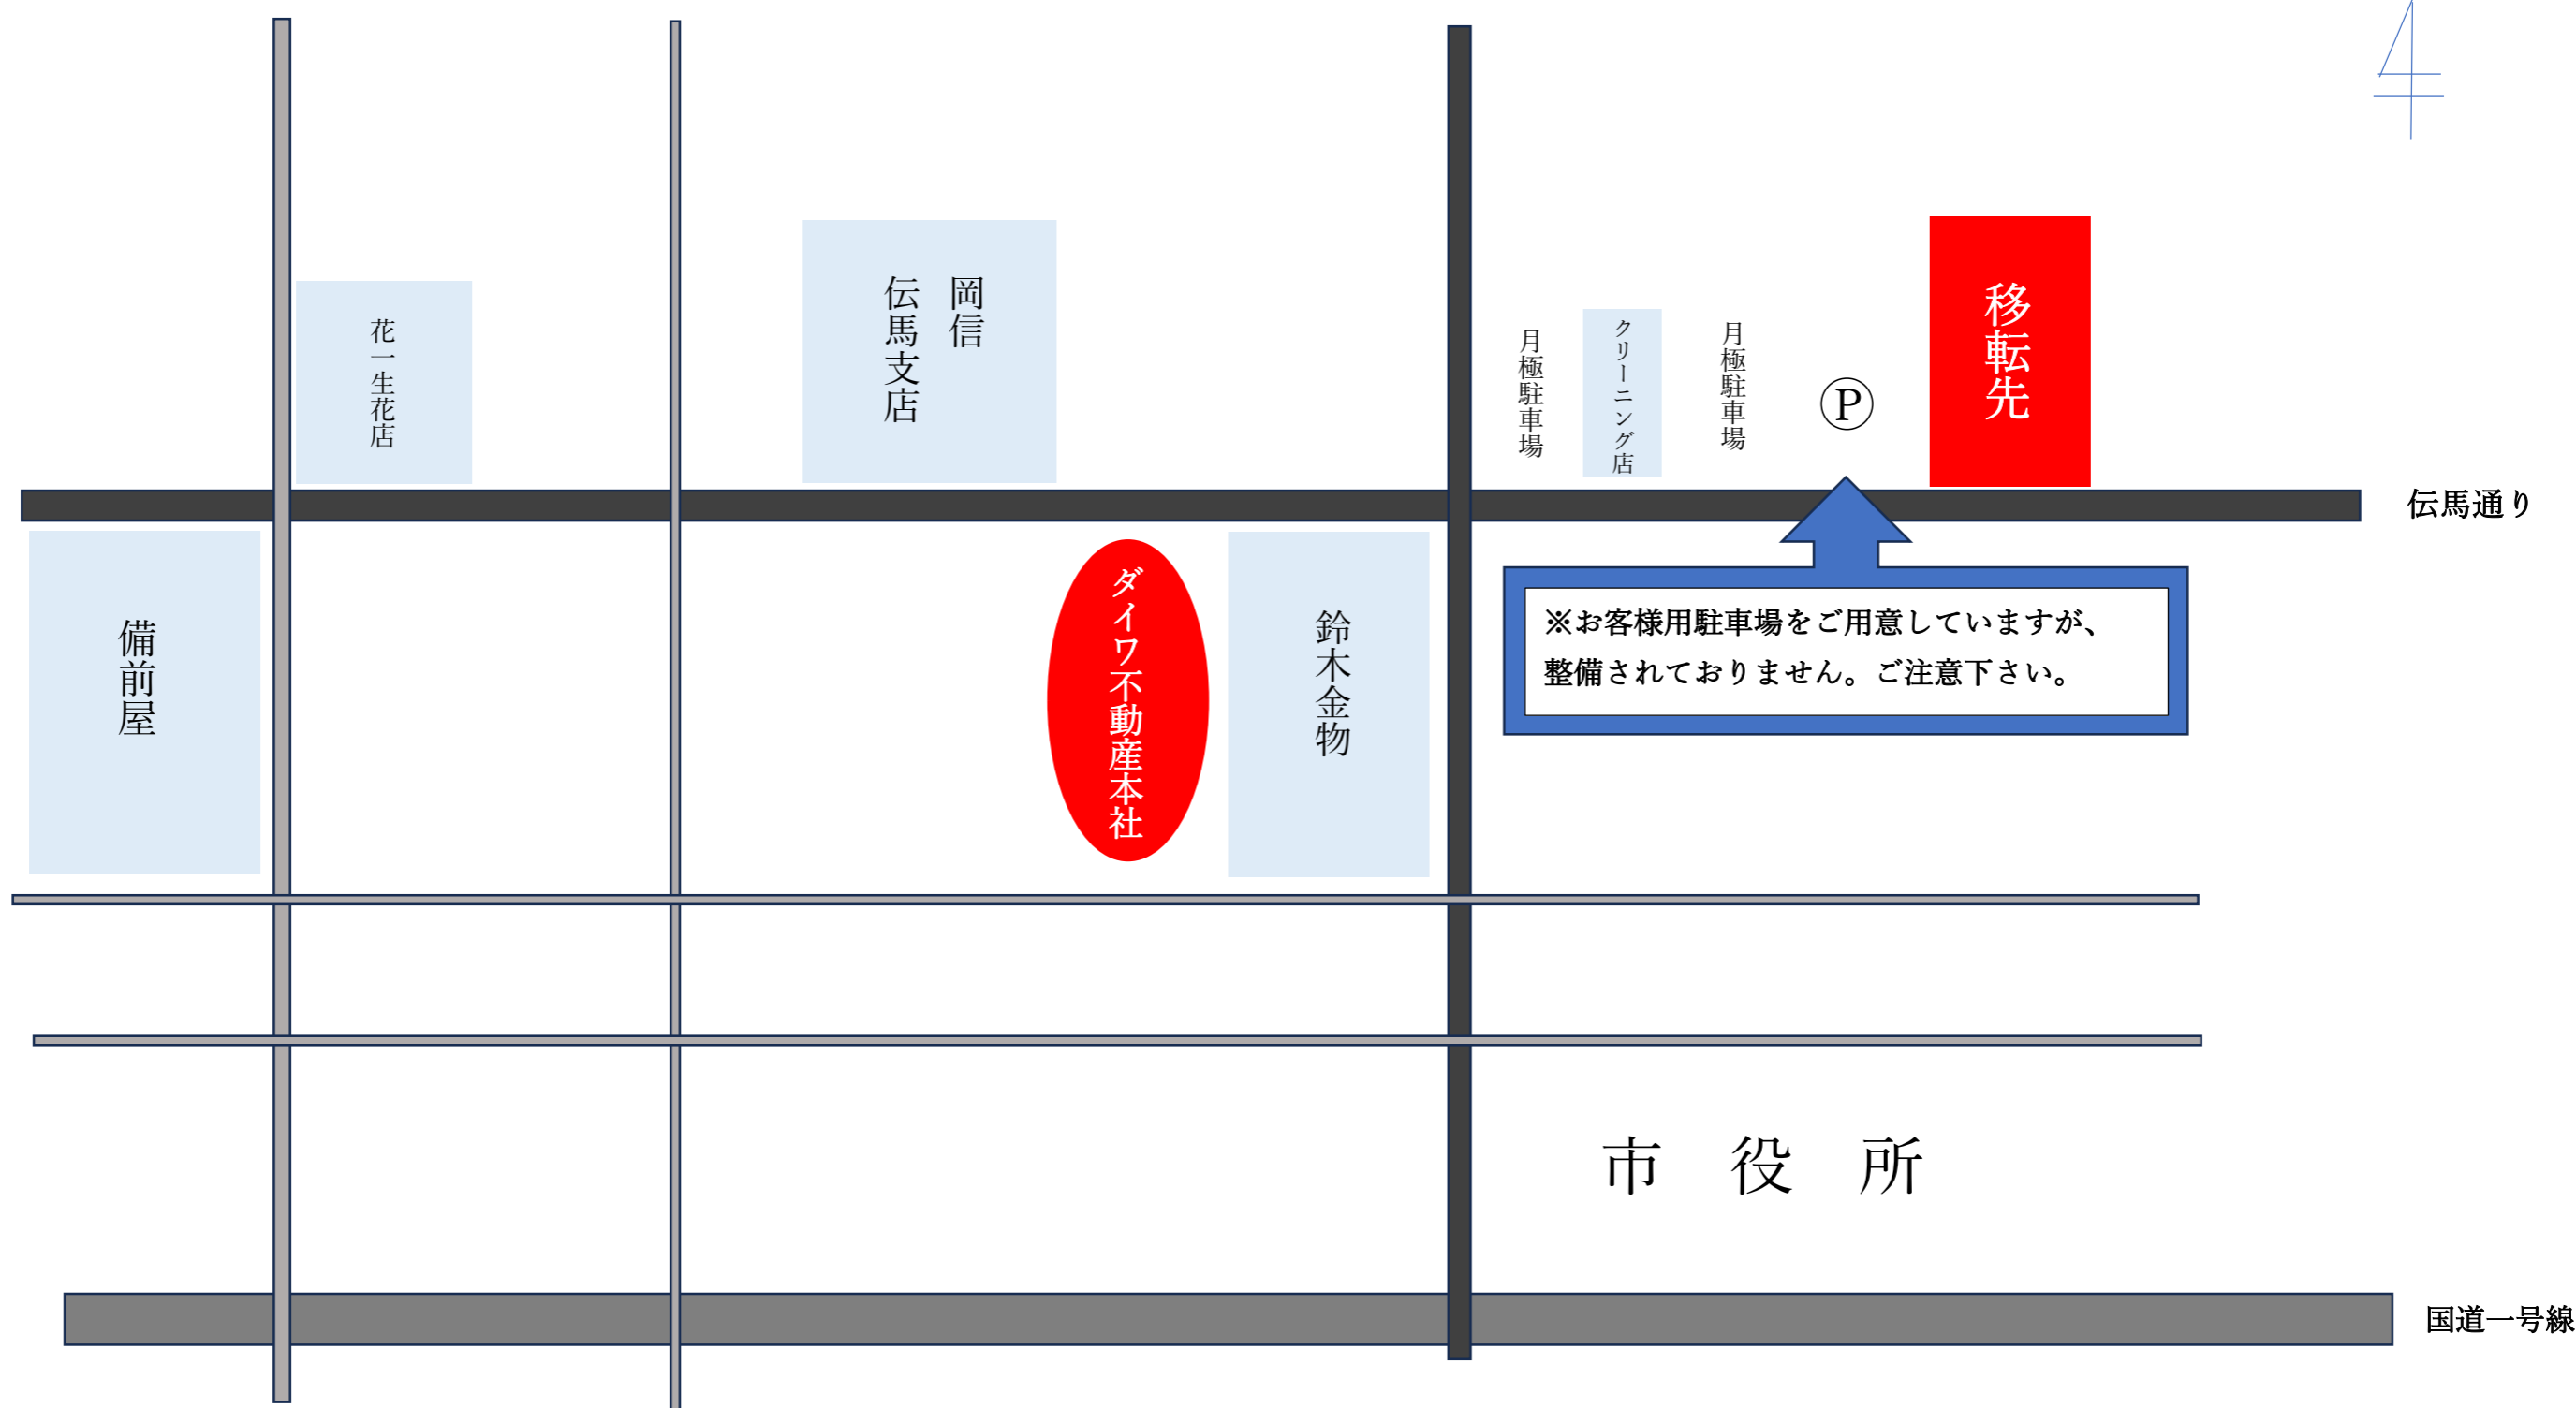 花一生花店
岡信
伝馬支店
月極駐車場
クリーニング店
月極駐車場
Ⓟ
移転先
伝馬通り
備前屋
ダイワ不動産本社
鈴木金物
※お客様用駐車場をご用意していますが、
整備されておりません。ご注意下さい。
市役所
国道一号線